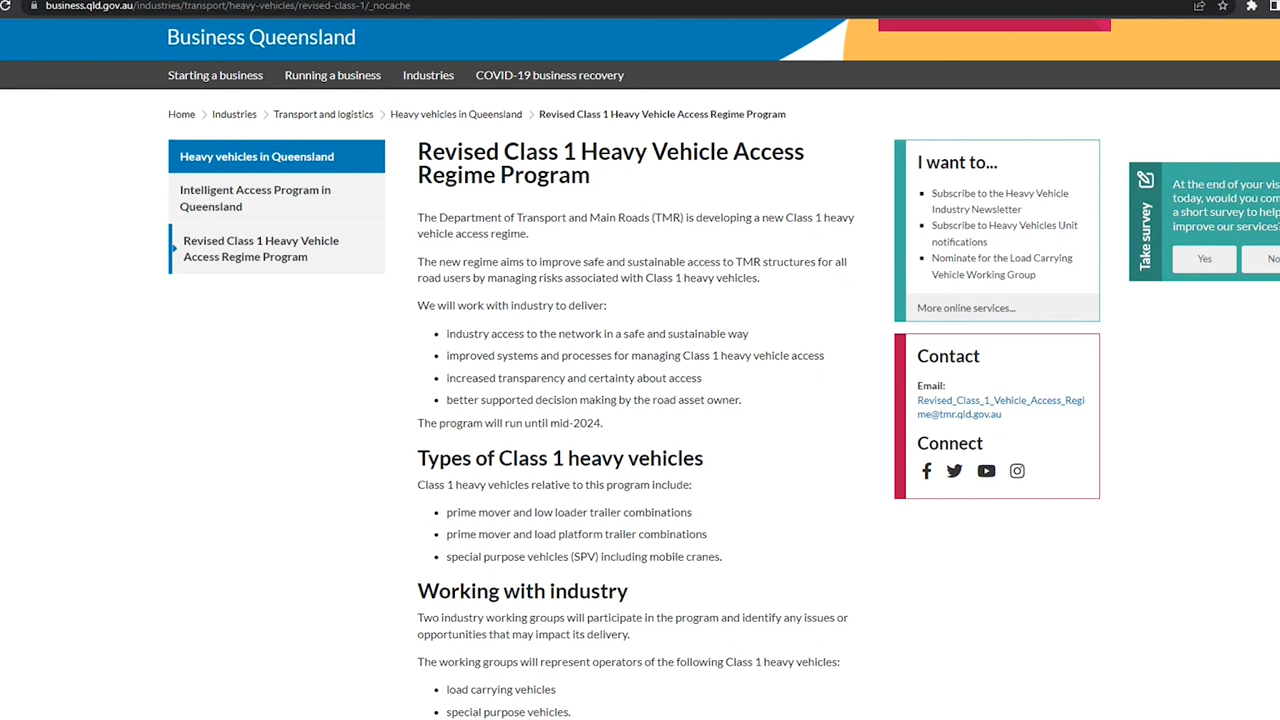 business.qld.gov.au/industries/transport/heavy-vehicles/revised-class-1/_nocache
Business Queensland
Starting a business
Running a business
Industries
COVID-19 business recovery
Home
Industries
Transport and logistics
Heavy vehicles in Queensland
Revised Class 1 Heavy Vehicle Access Regime Program
Heavy vehicles in Queensland
Intelligent Access Program in
Queensland
Revised Class 1 Heavy Vehicle
Access Regime Program
Revised Class 1 Heavy Vehicle Access
Regime Program
The Department of Transport and Main Roads (TMR) is developing a new Class 1 heavy
vehicle access regime.
The new regime aims to improve safe and sustainable access to TMR structures for all
road users by managing risks associated with Class 1 heavy vehicles.
We will work with industry to deliver:
• industry access to the network in a safe and sustainable way
• improved systems and processes for managing Class 1 heavy vehicle access
• increased transparency and certainty about access
• better supported decision making by the road asset owner.
The program will run until mid-2024.
Types of Class 1 heavy vehicles
Class 1 heavy vehicles relative to this program include:
• prime mover and low loader trailer combinations
• prime mover and load platform trailer combinations
• special purpose vehicles (SPV) including mobile cranes.
Working with industry
Two industry working groups will participate in the program and identify any issues or
opportunities that may impact its delivery.
The working groups will represent operators of the following Class 1 heavy vehicles:
• load carrying vehicles
• special purpose vehicles.
I want to...
Subscribe to the Heavy Vehicle
Industry Newsletter
Subscribe to Heavy Vehicles Unit
notifications
Nominate for the Load Carrying
Vehicle Working Group
More online services...
Contact
Email:
Revised_Class_1_Vehicle_Access_Regi
me@tmr.qld.gov.au
Connect
Take survey
At the end of your vis
today, would you com
a short survey to help
improve our services?
Yes
No